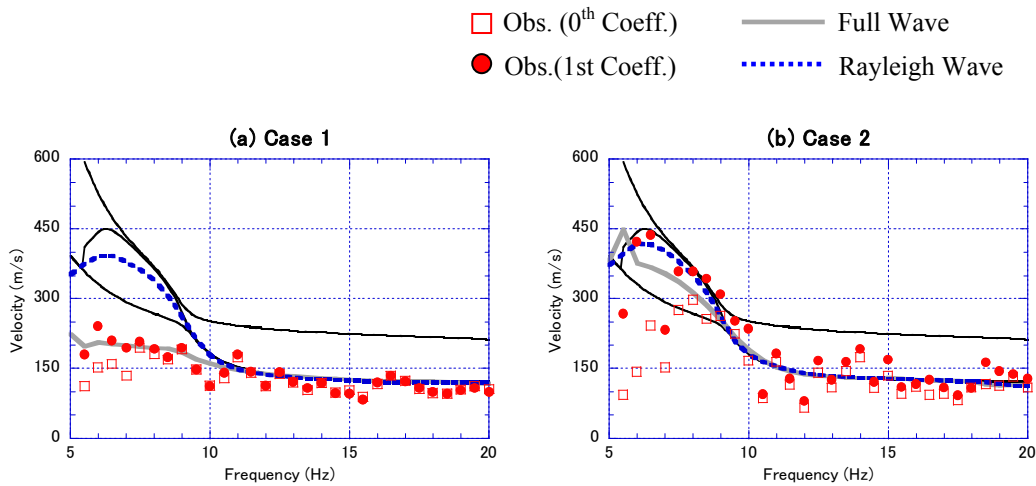 Obs. (0th Coeff.) Full Wave
Obs.(1st Coeff.) Rayleigh Wave
(a) Case 1 (b) Case 2
600 600
450 450
300 300
150 150
0 0
5 10 15 20 5 10 15 20
Velocity (m/s) Velocity (m/s)
Frequency (Hz) Frequency (Hz)